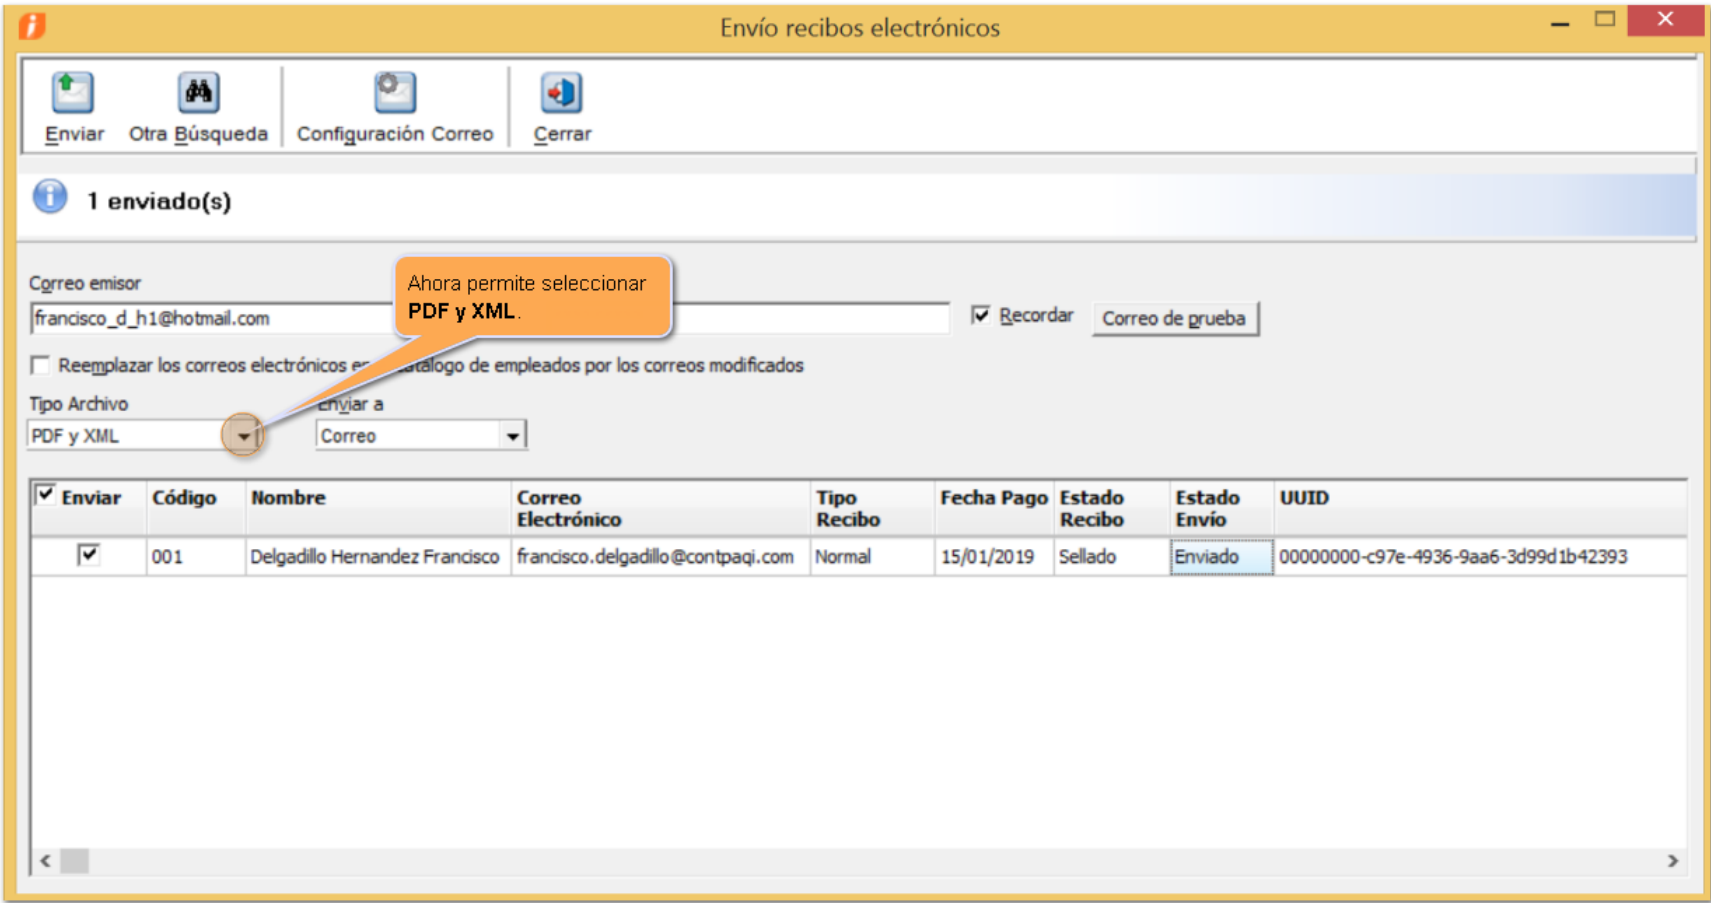 Envío recibos electrónicos
Enviar Otra Búsqueda Configuración Correo Cerrar
1 enviado(s)
Correo emisor
Ahora permite seleccionar
PDF y XML.
francisco_d_h1@hotmail.com Recordar Correo de prueba
Reemplazar los correos electrónicos catálogo de empleados por los correos modificados
Tipo Archivo Enviar a
PDF y XML Correo
Enviar Código Nombre Correo Electrónico Tipo Recibo Fecha Pago Estado Recibo Estado Envío UUID
001 Delgadillo Hernandez Francisco francisco.delgadillo@contpaqi.com Normal 15/01/2019 Sellado Enviado 00000000-c97e-4936-9aa6-3d99d1b42393